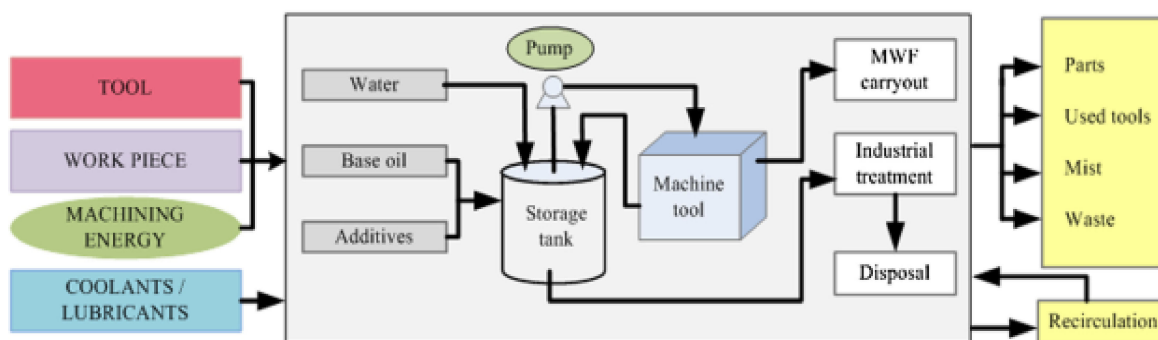 TOOL
WORK PIECE
MACHINING
ENERGY
COOLANTS /
LUBRICANTS
Water
Base oil
Additives
Pump
Storage
tank
Machine
tool
MWF
carryout
Industrial
treatment
Disposal
Parts
Used tools
Mist
Waste
Recirculation